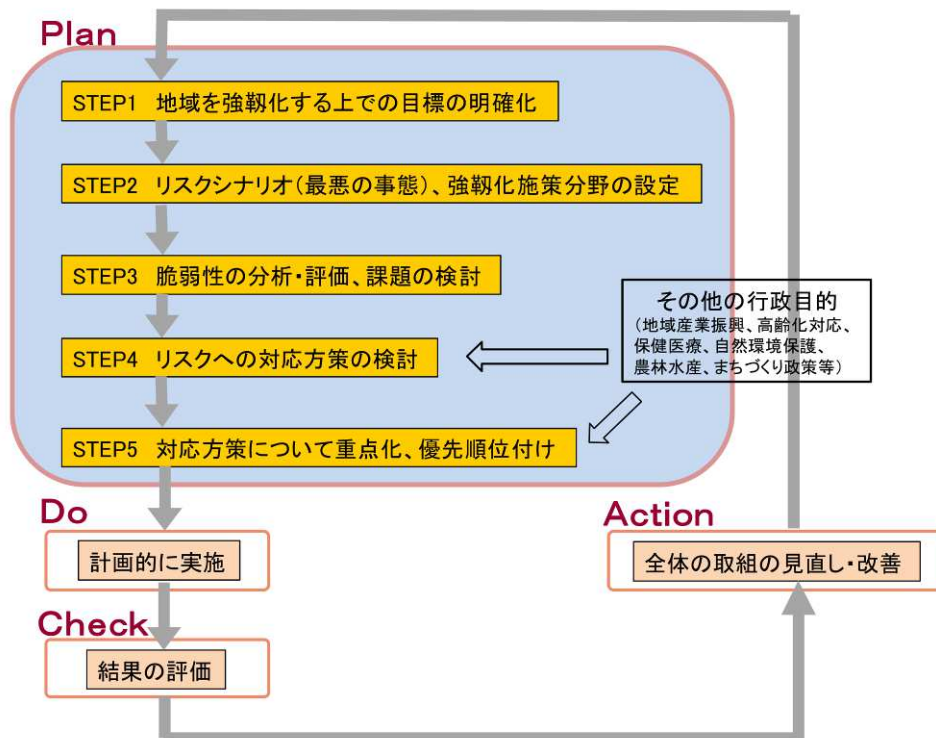 Plan
STEP1 地域を強靱化する上での目標の明確化
STEP2 リスクシナリオ(最悪の事態)、強靱化施策分野の設定
STEP3 脆弱性の分析・評価、課題の検討
その他の行政目的
(地域産業振興、高齢化対応、
保健医療、自然環境保護、
農林水産、まちづくり政策等)
STEP4 リスクへの対応方策の検討
STEP5 対応方策について重点化、優先順位付け
Do
計画的に実施
Check
結果の評価
Action
全体の取組の見直し・改善